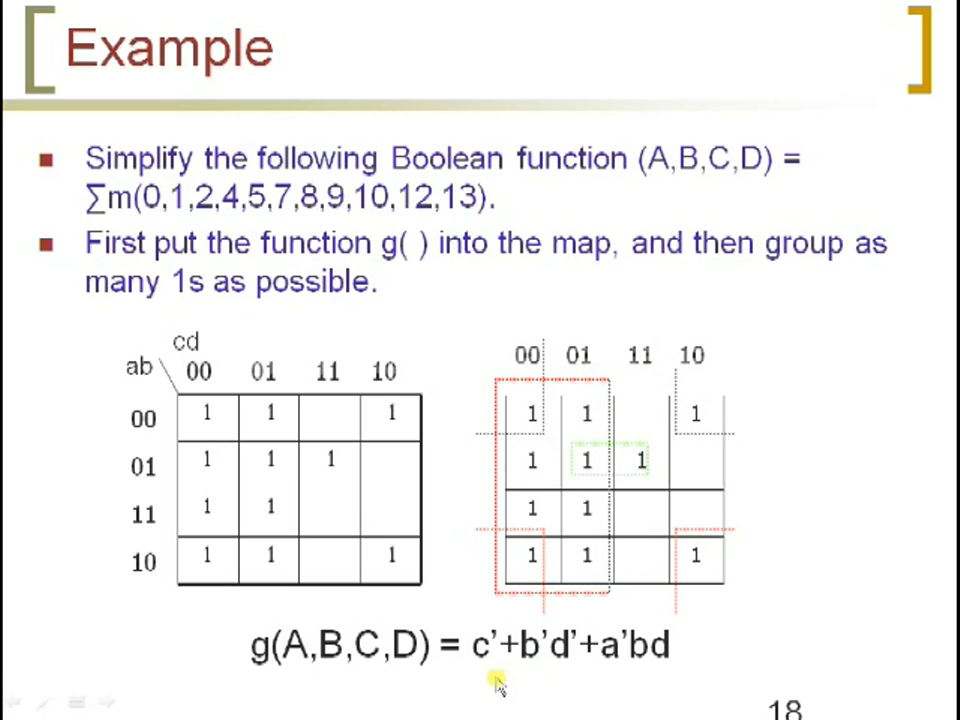 Example
Simplify the following Boolean function (A,B,C,D) =
∑m(0,1,2,4,5,7,8,9,10,12,13).
First put the function g( ) into the map, and then group as
many 1s as possible.
cd
ab 00 01 11 10
00 1 1 1
01 1 1 1
11 1 1
10 1 1 1
00 01 11 10
1 1 1
1 1 1
1 1
1 1 1
g(A,B,C,D) = c’+b’d’+a’bd
18